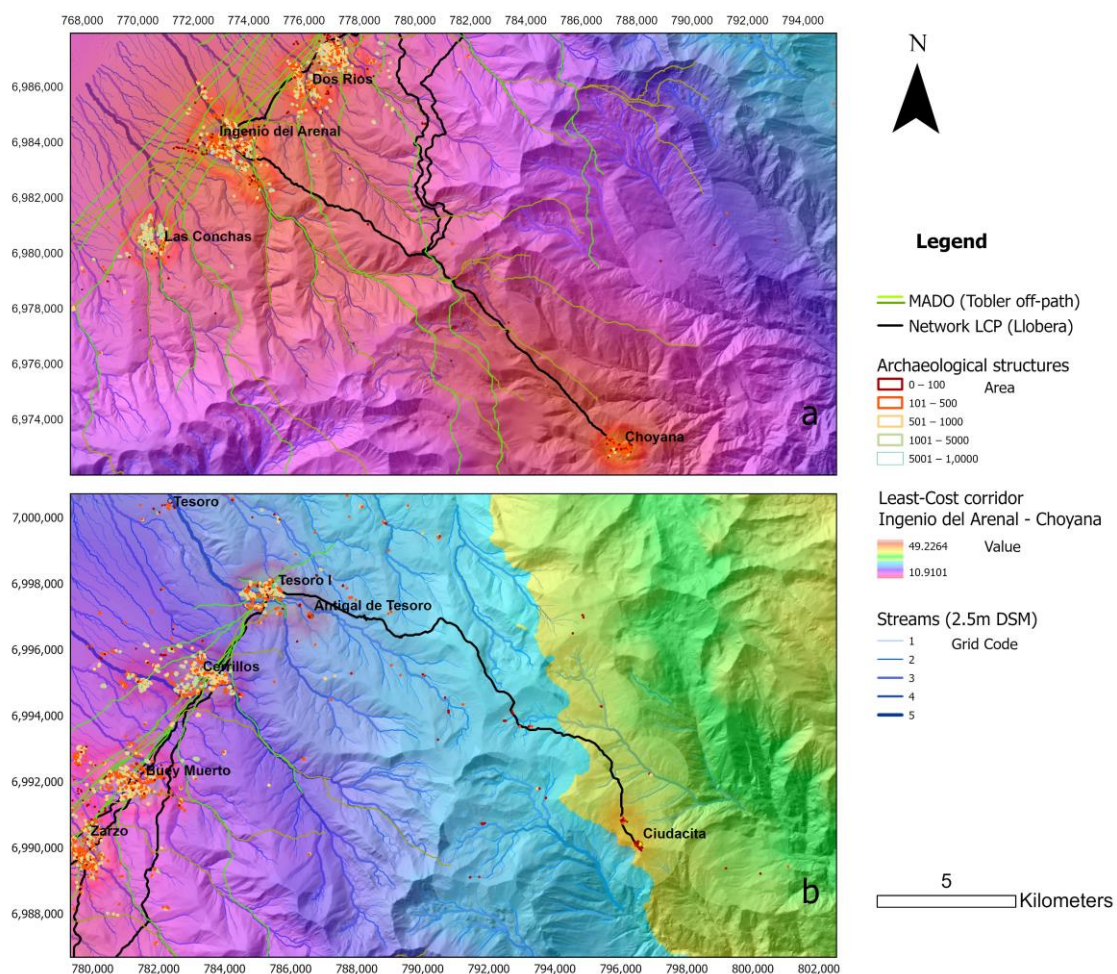 768,000 770,000 772,000 774,000 776,000 778,000 780,000 782,000 784,000 786,000 788,000 790,000 792,000 794,000
6,986,000
6,984,000
6,982,000
6,980,000
6,978,000
6,976,000
6,974,000
Dos Rios
Ingenio del Arenal
Las Conchas
Choyana
a
7,000,000
6,998,000
6,996,000
6,994,000
6,992,000
6,990,000
6,988,000
Tesoro
Tesoro I
Antigal de Tesoro
Cerrillos
Buey Muerto
Zarzo
Ciudacita
b
780,000 782,000 784,000 786,000 788,000 790,000 792,000 794,000 796,000 798,000 800,000 802,000
N
Legend
MADO (Tobler off-path)
Network LCP (Llobera)
Archaeological structures
0 – 100 Area
101 – 500
501 – 1000
1001 – 5000
5001 – 1,0000
Least-Cost corridor
Ingenio del Arenal - Choyana
49.2264 Value
10.9101
Streams (2.5m DSM)
1 Grid Code
2
3
4
5
5
Kilometers